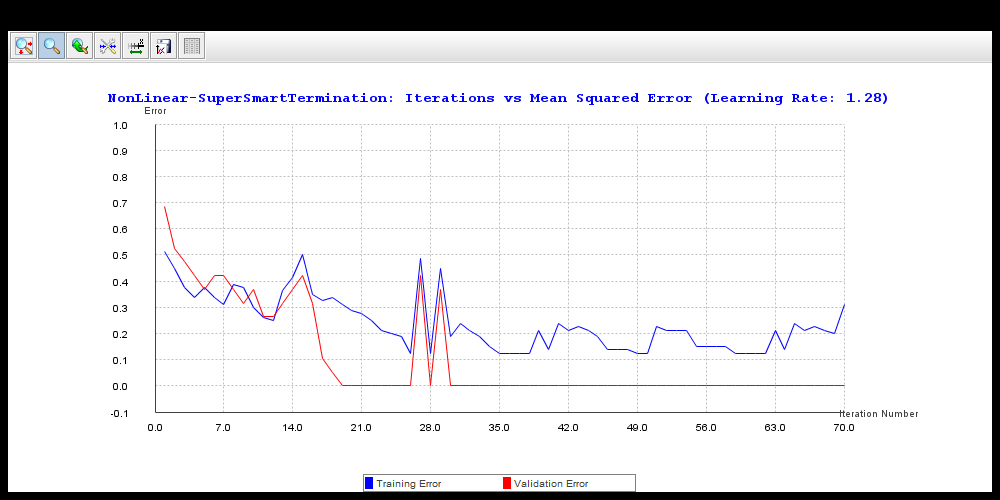 NonLinear-SuperSmartTermination: Iterations vs Mean Squared Error (Learning Rate: 1.28)
Error
1.0
0.9
0.8
0.7
0.6
0.5
0.4
0.3
0.2
0.1
0.0
-0.1
Iteration Number
0.0 7.0 14.0 21.0 28.0 35.0 42.0 49.0 56.0 63.0 70.0
Training Error Validation Error